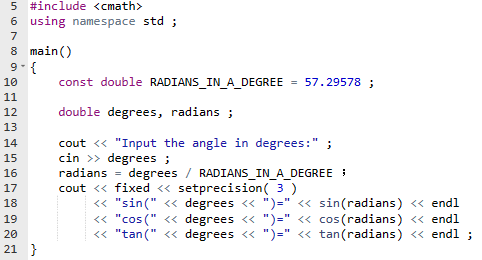 5 #include <cmath>
6 using namespace std ;
7
8 main()
9 {
10 const double RADIANS_IN_A_DEGREE = 57.29578 ;
11
12 double degrees, radians ;
13
14 cout << "Input the angle in degrees:" ;
15 cin >> degrees ;
16 radians = degrees / RADIANS_IN_A_DEGREE ;
17 cout << fixed << setprecision( 3 )
18 << "sin(" << degrees << ")=" << sin(radians) << endl
19 << "cos(" << degrees << ")=" << cos(radians) << endl
20 << "tan(" << degrees << ")=" << tan(radians) << endl ;
21 }